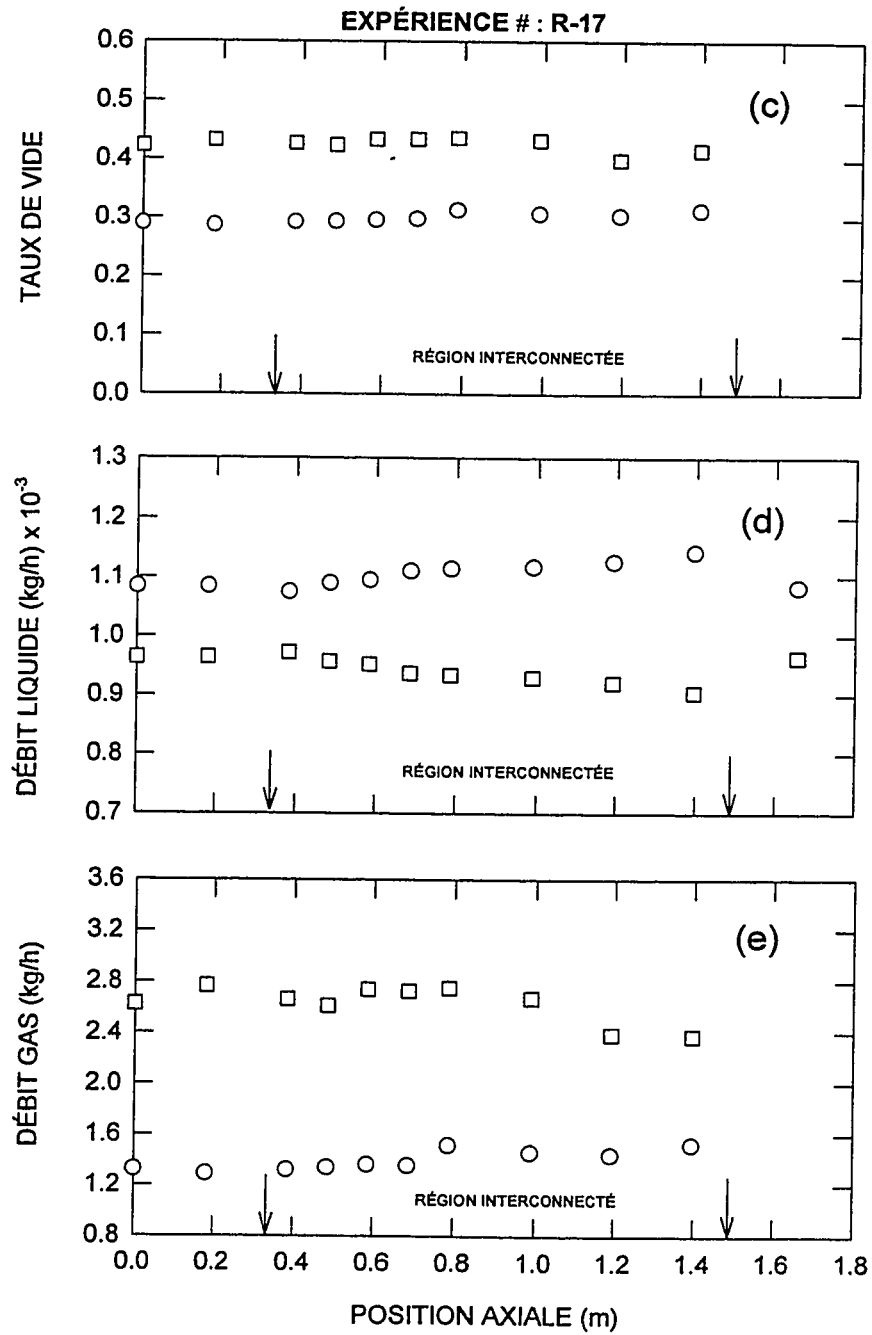 EXPÉRIENCE # : R-17
(c)
TAUX DE VIDE
0.6
0.5
0.4
0.3
0.2
0.1
0.0
RÉGION INTERCONNECTÉE
(d)
DÉBIT LIQUIDE (kg/h) x 10-3
1.3
1.2
1.1
1.0
0.9
0.8
0.7
RÉGION INTERCONNECTÉE
(e)
DÉBIT GAS (kg/h)
3.6
3.2
2.8
2.4
2.0
1.6
1.2
0.8
RÉGION INTERCONNECTÉ
0.0 0.2 0.4 0.6 0.8 1.0 1.2 1.4 1.6 1.8
POSITION AXIALE (m)